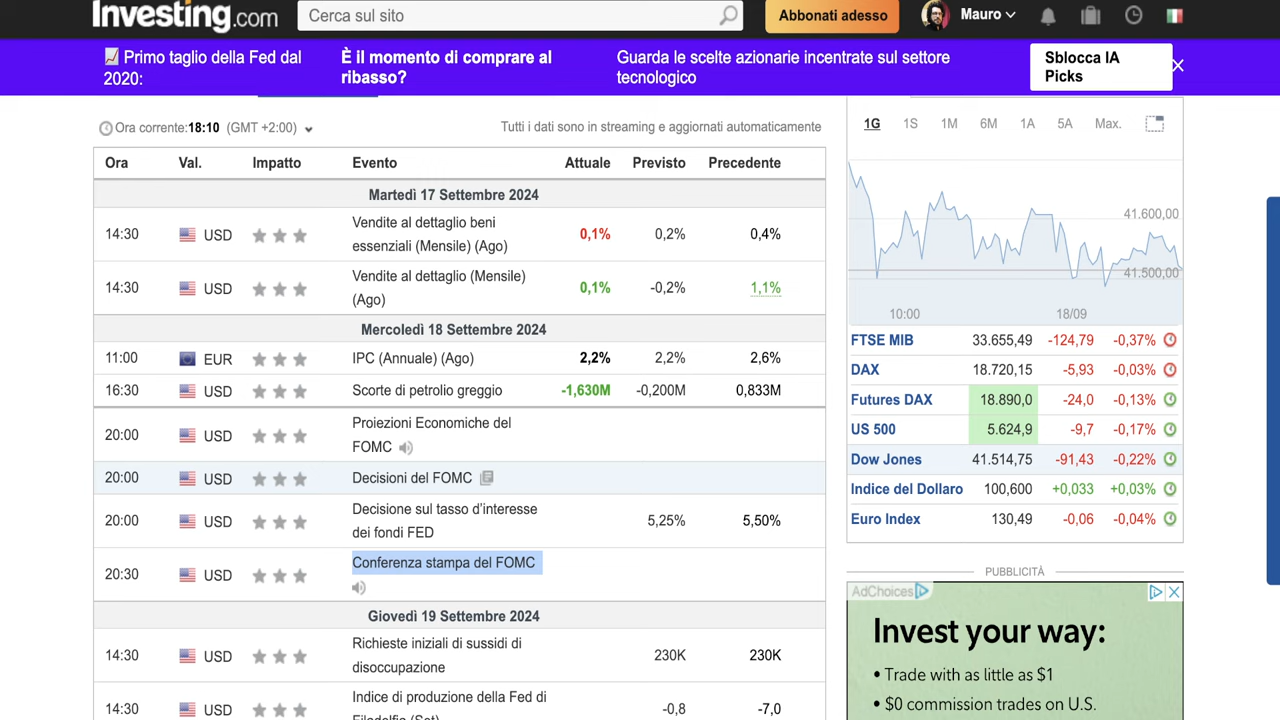 Investing.com
Cerca sul sito
Abbonati adesso
Mauro
Primo taglio della Fed dal
2020:
È il momento di comprare al
ribasso?
Guarda le scelte azionarie incentrate sul settore
tecnologico
Sblocca IA
Picks
Ora corrente:18:10 (GMT +2:00)
Tutti i dati sono in streaming e aggiornati automaticamente
Ora Val. Impatto Evento Attuale Previsto Precedente
Martedì 17 Settembre 2024
14:30 USD Vendite al dettaglio beni
essenziali (Mensile) (Ago) 0,1% 0,2% 0,4%
14:30 USD Vendite al dettaglio (Mensile)
(Ago) 0,1% -0,2% 1,1%
Mercoledì 18 Settembre 2024
11:00 EUR IPC (Annuale) (Ago) 2,2% 2,2% 2,6%
16:30 USD Scorte di petrolio greggio -1,630M -0,200M 0,833M
20:00 USD Proiezioni Economiche del
FOMC
20:00 USD Decisioni del FOMC
20:00 USD Decisione sul tasso d'interesse
dei fondi FED 5,25% 5,50%
20:30 USD Conferenza stampa del FOMC
Giovedì 19 Settembre 2024
14:30 USD Richieste iniziali di sussidi di
disoccupazione 230K 230K
14:30 USD Indice di produzione della Fed di
Filadelfia (Set) -0,8 -7,0
1G 1S 1M 6M 1A 5A Max.
41.600,00
41.500,00
10:00 18/09
FTSE MIB 33.655,49 -124,79 -0,37%
DAX 18.720,15 -5,93 -0,03%
Futures DAX 18.890,0 -24,0 -0,13%
US 500 5.624,9 -9,7 -0,17%
Dow Jones 41.514,75 -91,43 -0,22%
Indice del Dollaro 100,600 +0,033 +0,03%
Euro Index 130,49 -0,06 -0,04%
PUBBLICITÀ
AdChoices
Invest your way:
• Trade with as little as $1
• $0 commission trades on U.S.